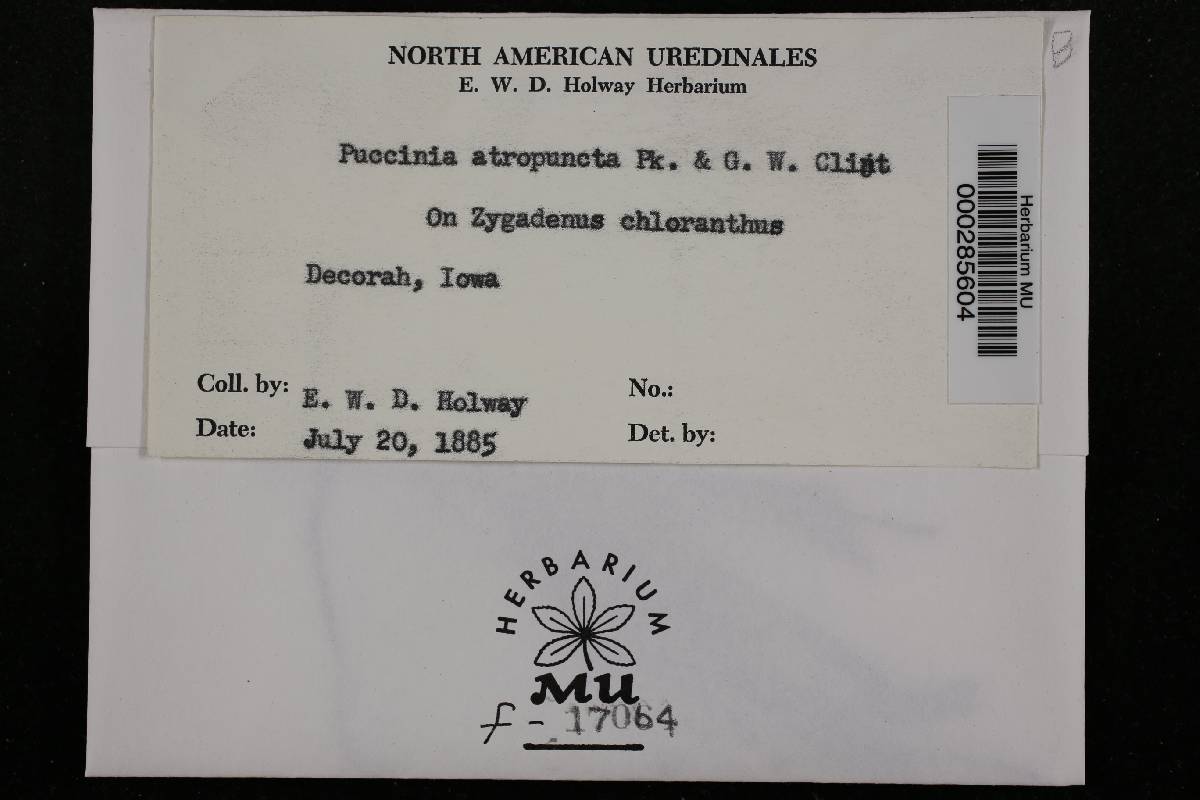 NORTH AMERICAN UREDINALES
E. W. D. Holway Herbarium
Puccinia atropuncta Pk. & G. W. Clint
On Zygadenus chloranthus
Decorah, Iowa
Coll. by: E. W. D. Holway No.:
Date: July 20, 1885 Det. by:
Herbarium MU
000285604
HERBARIUM
MU
f - 17064